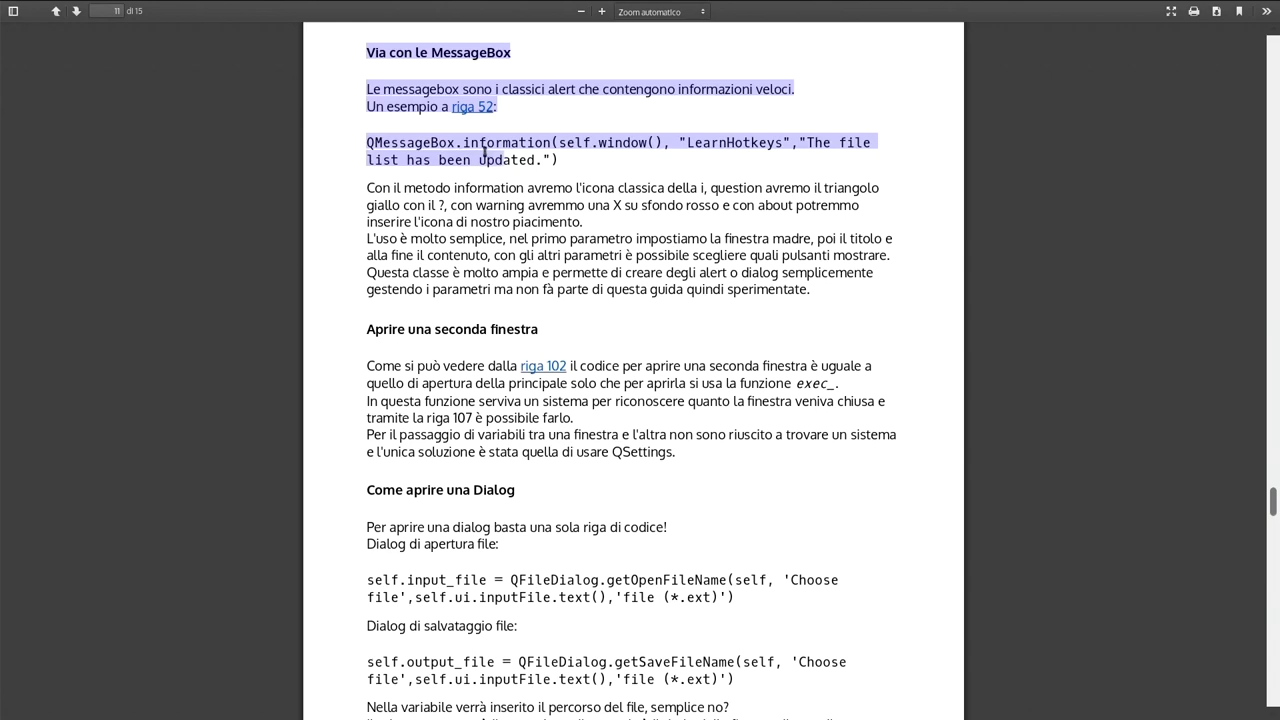 11 di 15 Zoom automatico
Via con le MessageBox
Le messagebox sono i classici alert che contengono informazioni veloci.
Un esempio a riga 52:
QMessageBox.information(self.window(), "LearnHotkeys","The file
list has been updated.")
Con il metodo information avremo l'icona classica della i, question avremo il triangolo
giallo con il ?, con warning avremmo una X su sfondo rosso e con about potremmo
inserire l'icona di nostro piacimento.
L'uso è molto semplice, nel primo parametro impostiamo la finestra madre, poi il titolo e
alla fine il contenuto, con gli altri parametri è possibile scegliere quali pulsanti mostrare.
Questa classe è molto ampia e permette di creare degli alert o dialog semplicemente
gestendo i parametri ma non fà parte di questa guida quindi sperimentate.
Aprire una seconda finestra
Come si può vedere dalla riga 102 il codice per aprire una seconda finestra è uguale a
quello di apertura della principale solo che per aprirla si usa la funzione exec_.
In questa funzione serviva un sistema per riconoscere quanto la finestra veniva chiusa e
tramite la riga 107 è possibile farlo.
Per il passaggio di variabili tra una finestra e l'altra non sono riuscito a trovare un sistema
e l'unica soluzione è stata quella di usare QSettings.
Come aprire una Dialog
Per aprire una dialog basta una sola riga di codice!
Dialog di apertura file:
self.input_file = QFileDialog.getOpenFileName(self, 'Choose
file',self.ui.inputFile.text(),'file (*.ext)')
Dialog di salvataggio file:
self.output_file = QFileDialog.getSaveFileName(self, 'Choose
file',self.ui.inputFile.text(),'file (*.ext)')
Nella variabile verrà inserito il percorso del file, semplice no?